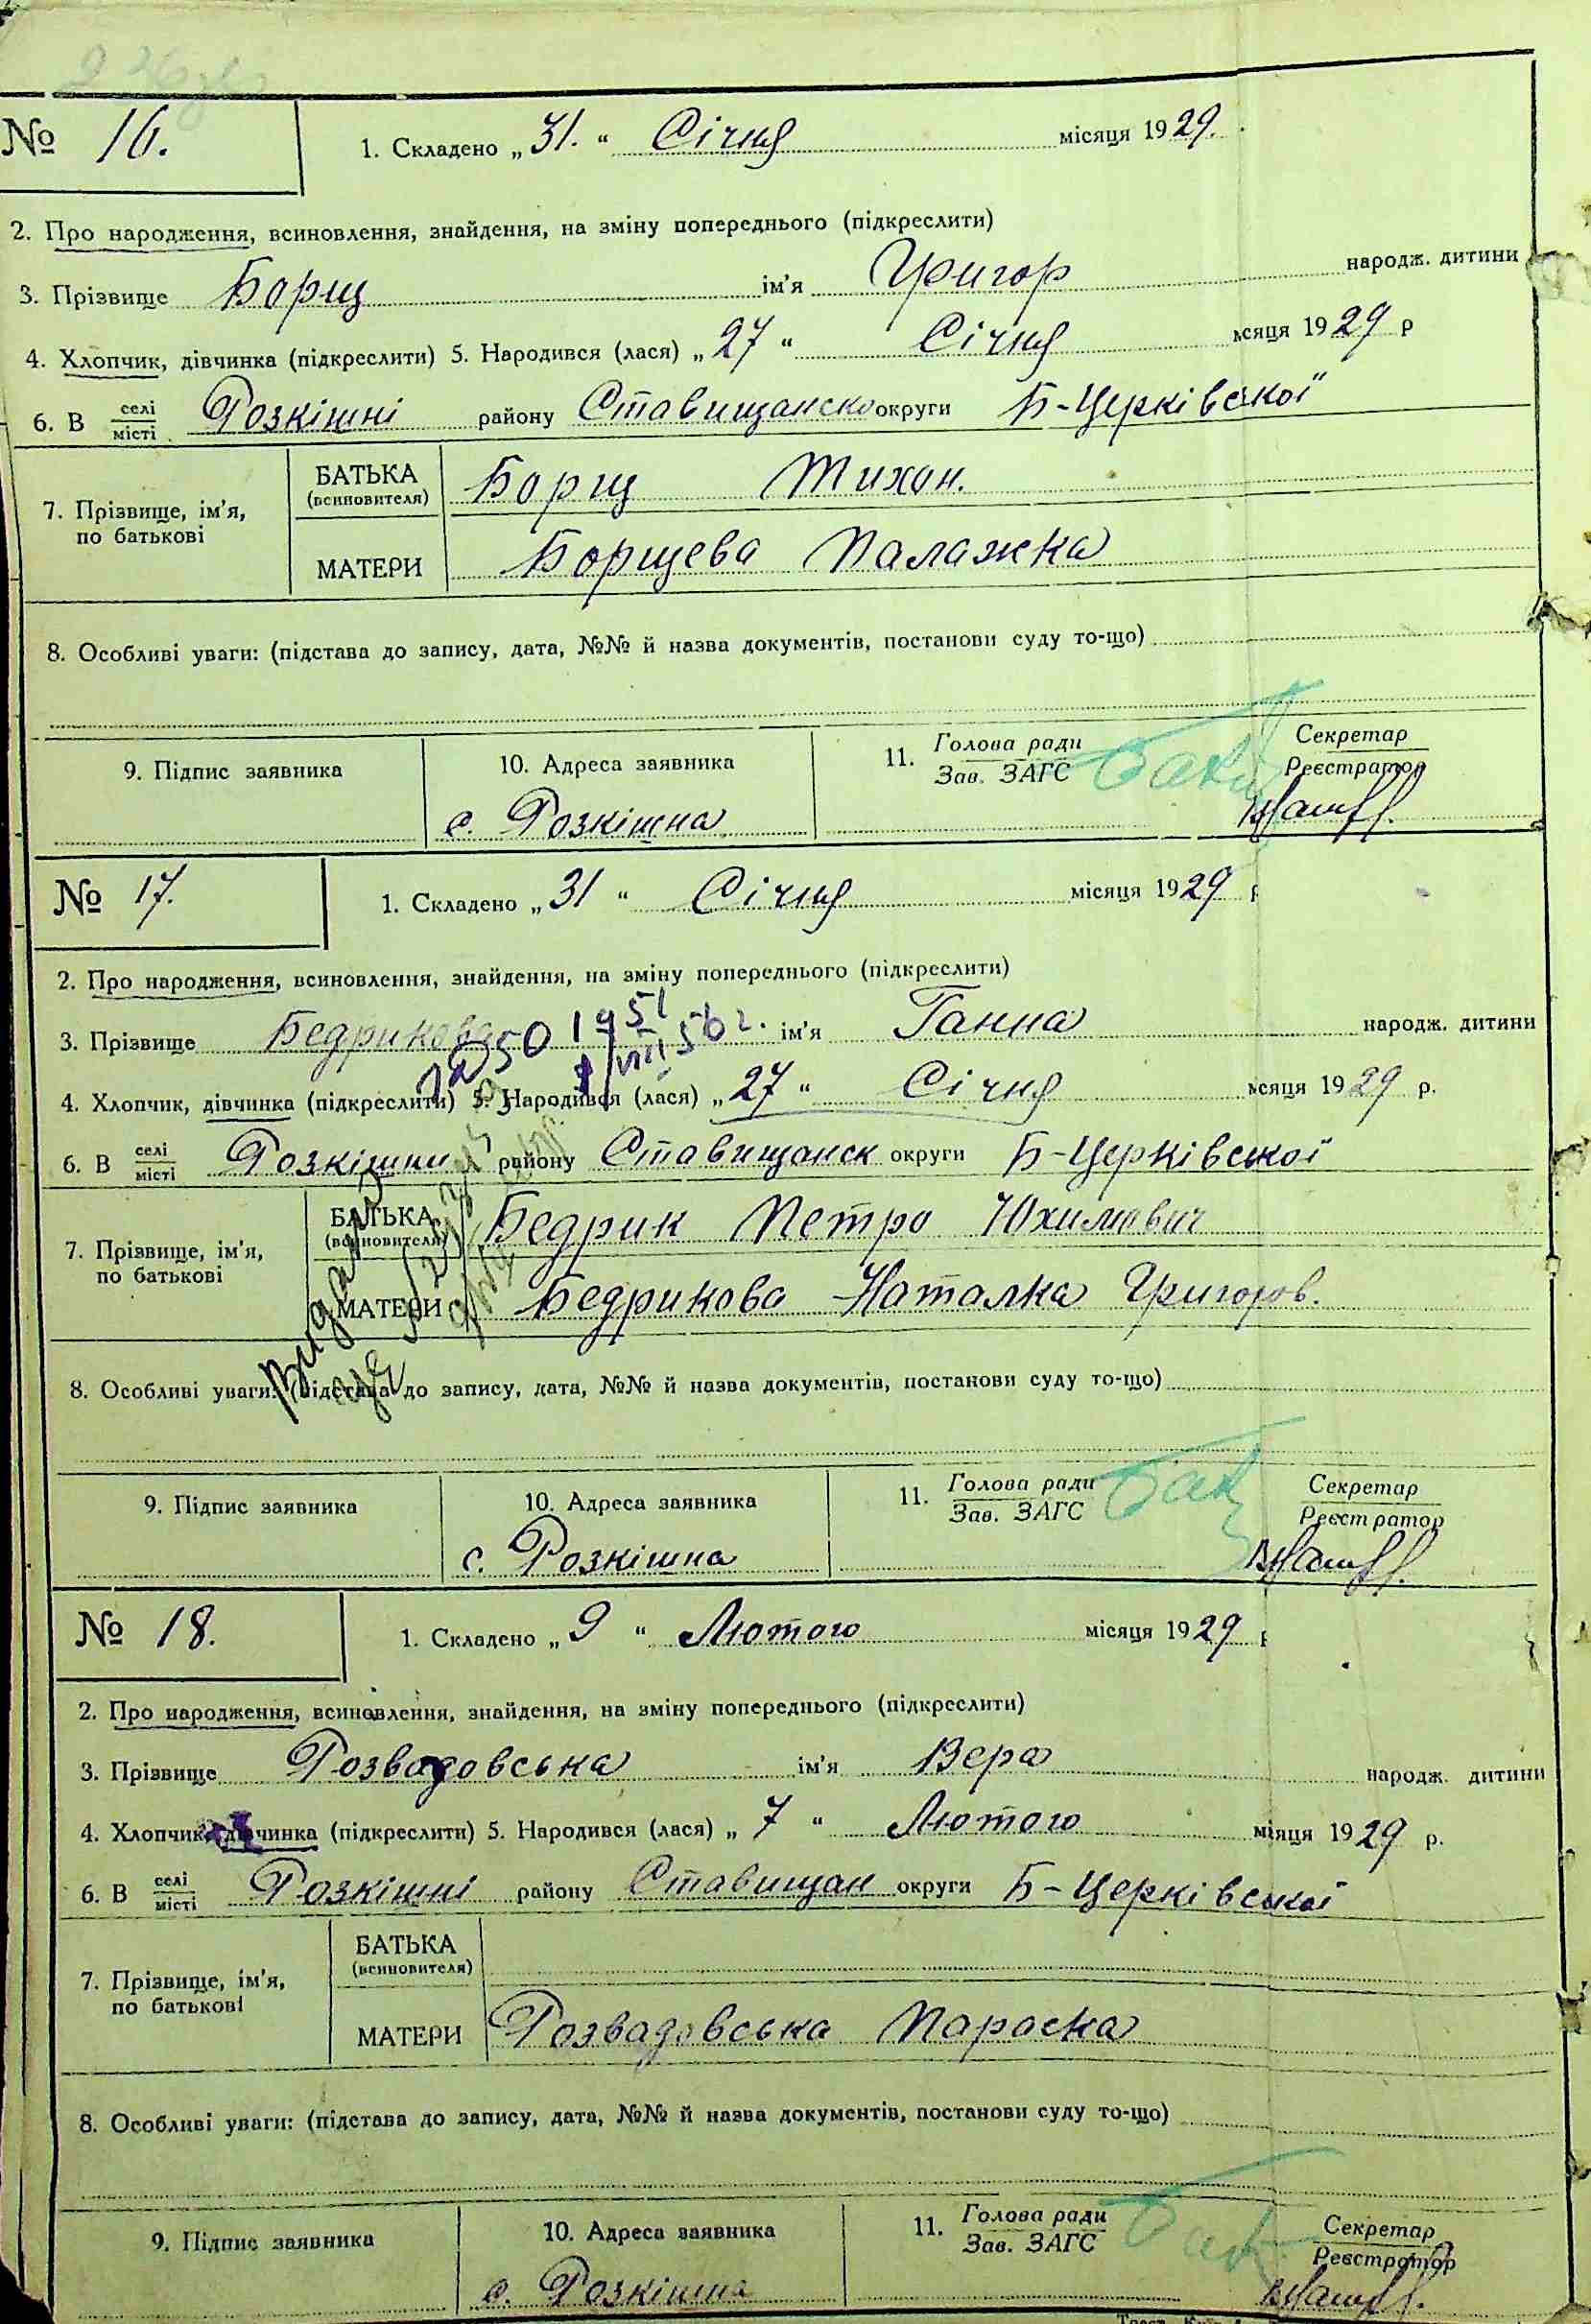 № 16. 1. Складено „31.“ Січня місяця 1929.
2. Про народження, всиновлення, знайдення, на зміну попереднього (підкреслити)
3. Прізвище Борщ ім'я Григор народж. дитини
4. Хлопчик, дівчинка (підкреслити) 5. Народився (лася) „27“ Січня ісяця 1929 р
6. В селі/місті Розкішні району Ставищанско округи Б-Церківської
7. Прізвище, ім'я, по батькові
БАТЬКА (всиновителя) Борщ Тихон.
МАТЕРИ Борщева Палажка
8. Особливі уваги: (підстава до запису, дата, №№ й назва документів, постанови суду то-що)
9. Підпис заявника 10. Адреса заявника 11. Голова ради Зав. ЗАГС Секретар Реєстратор
с. Розкішна
№ 17. 1. Складено „31“ Січня місяця 1929 р
2. Про народження, всиновлення, знайдення, на зміну попереднього (підкреслити)
3. Прізвище Бедрикова ім'я Ганна народж. дитини
4. Хлопчик, дівчинка (підкреслити) 5. Народився (лася) „27“ Січня ісяця 1929 р.
6. В селі/місті Розкішни району Ставищанск округи Б-Церківської
7. Прізвище, ім'я, по батькові
БАТЬКА (всиновителя) Бедрик Петро Юхимович
МАТЕРИ Бедрикова Наталка Григоров.
8. Особливі уваги: (підстава до запису, дата, №№ й назва документів, постанови суду то-що)
9. Підпис заявника 10. Адреса заявника 11. Голова ради Зав. ЗАГС Секретар Реєстратор
с. Розкішна
№ 18. 1. Складено „9“ Лютого місяця 1929 р
2. Про народження, всиновлення, знайдення, на зміну попереднього (підкреслити)
3. Прізвище Розвадовська ім'я Вера народж. дитини
4. Хлопчик, дівчинка (підкреслити) 5. Народився (лася) „7“ Лютого місяця 1929 р.
6. В селі/місті Розкішні району Ставищан округи Б-Церківської
7. Прізвище, ім'я, по батькові
БАТЬКА (всиновителя)
МАТЕРИ Розвадовська Параска
8. Особливі уваги: (підстава до запису, дата, №№ й назва документів, постанови суду то-що)
9. Підпис заявника 10. Адреса заявника 11. Голова ради Зав. ЗАГС Секретар Реєстратор
с. Розкішна